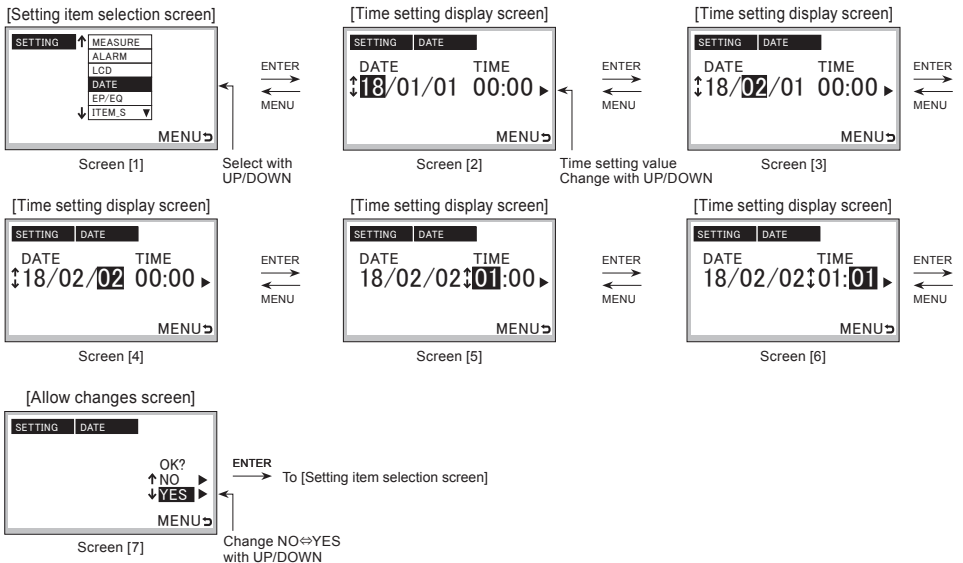 [Setting item selection screen]
SETTING
MEASURE
ALARM
LCD
DATE
EP/EQ
ITEM_S
MENU
Screen [1]
Select with
UP/DOWN
ENTER
MENU
[Time setting display screen]
SETTING DATE
DATE TIME
18/01/01 00:00
MENU
Screen [2]
Time setting value
Change with UP/DOWN
ENTER
MENU
[Time setting display screen]
SETTING DATE
DATE TIME
18/02/01 00:00
MENU
Screen [3]
ENTER
MENU
[Time setting display screen]
SETTING DATE
DATE TIME
18/02/02 00:00
MENU
Screen [4]
ENTER
MENU
[Time setting display screen]
SETTING DATE
DATE TIME
18/02/02 01:00
MENU
Screen [5]
ENTER
MENU
[Time setting display screen]
SETTING DATE
DATE TIME
18/02/02 01:01
MENU
Screen [6]
ENTER
MENU
[Allow changes screen]
SETTING DATE
OK?
NO
YES
MENU
Screen [7]
ENTER
To [Setting item selection screen]
Change NO⇔YES
with UP/DOWN